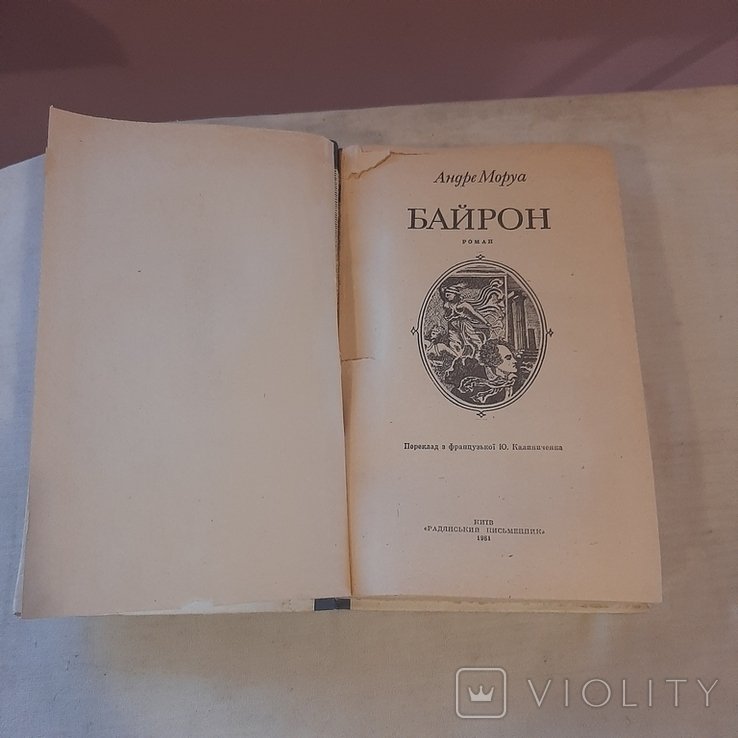 Андре Моруа
БАЙРОН
РОМАН
Переклад з французької Ю. Калиниченка
КИЇВ
«РАДЯНСЬКИЙ ПИСЬМЕННИК»
1981
VIOLITY